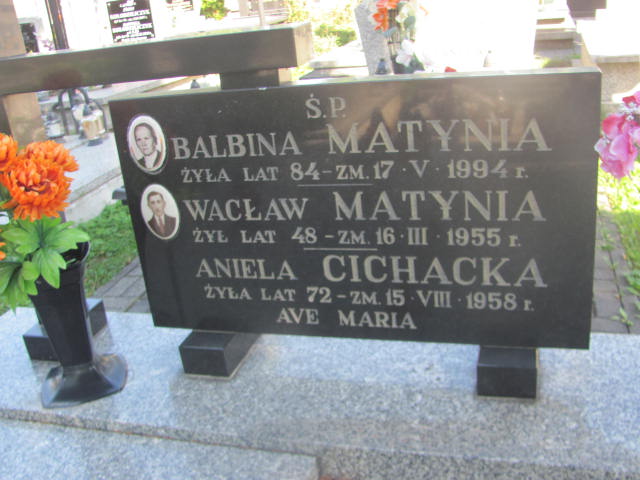 Ś.P.
BALBINA MATYNIA
ŻYŁA LAT 84 - ZM. 17 · V · 1994 r.
WACŁAW MATYNIA
ŻYŁ LAT 48 - ZM. 16 · III · 1955 r.
ANIELA CICHACKA
ŻYŁA LAT 72 - ZM. 15 · VIII · 1958 r.
AVE MARIA